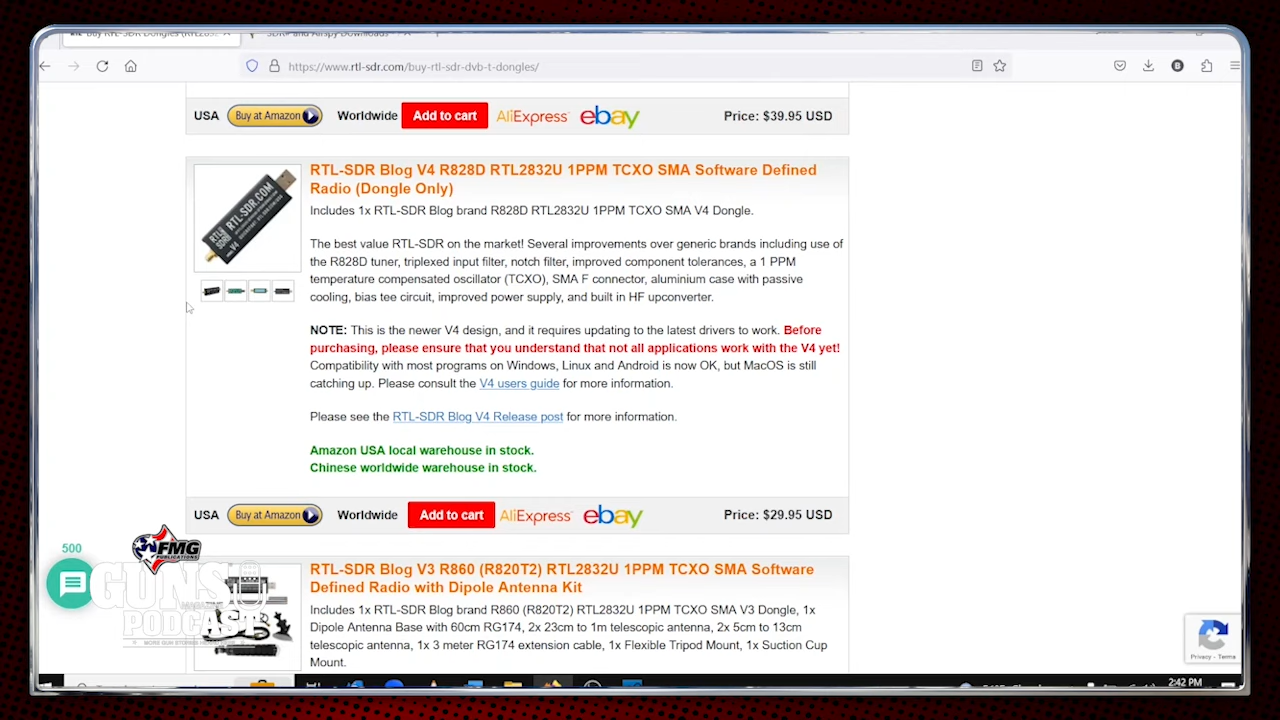 https://www.rtl-sdr.com/buy-rtl-sdr-dvb-t-dongles/
USA Buy at Amazon Worldwide Add to cart AliExpress ebay Price: $39.95 USD
RTL-SDR Blog V4 R828D RTL2832U 1PPM TCXO SMA Software Defined
Radio (Dongle Only)
Includes 1x RTL-SDR Blog brand R828D RTL2832U 1PPM TCXO SMA V4 Dongle.
The best value RTL-SDR on the market! Several improvements over generic brands including use of
the R828D tuner, triplexed input filter, notch filter, improved component tolerances, a 1 PPM
temperature compensated oscillator (TCXO), SMA F connector, aluminium case with passive
cooling, bias tee circuit, improved power supply, and built in HF upconverter.
NOTE: This is the newer V4 design, and it requires updating to the latest drivers to work. Before
purchasing, please ensure that you understand that not all applications work with the V4 yet!
Compatibility with most programs on Windows, Linux and Android is now OK, but MacOS is still
catching up. Please consult the V4 users guide for more information.
Please see the RTL-SDR Blog V4 Release post for more information.
Amazon USA local warehouse in stock.
Chinese worldwide warehouse in stock.
RTL-SDR.COM
V4
USA Buy at Amazon Worldwide Add to cart AliExpress ebay Price: $29.95 USD
RTL-SDR Blog V3 R860 (R820T2) RTL2832U 1PPM TCXO SMA Software
Defined Radio with Dipole Antenna Kit
Includes 1x RTL-SDR Blog brand R860 (R820T2) RTL2832U 1PPM TCXO SMA V3 Dongle, 1x
Dipole Antenna Base with 60cm RG174, 2x 23cm to 1m telescopic antenna, 2x 5cm to 13cm
telescopic antenna, 1x 3 meter RG174 extension cable, 1x Flexible Tripod Mount, 1x Suction Cup
Mount.
500
FMG
PUBLICATIONS
GUNS
MAGAZINE
PODCAST
Privacy - Terms
2:42 PM